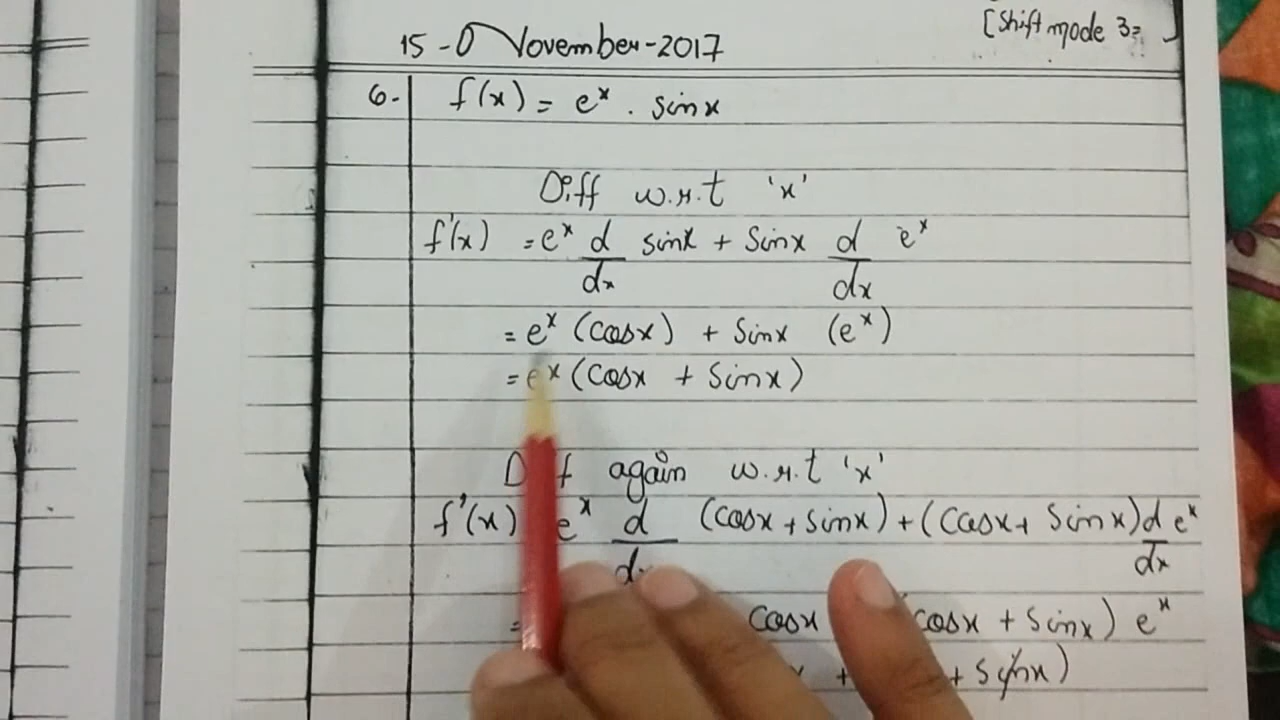 [Shift mode 3= ]
15-November-2017
6- f(x) = e^x . sinx
Diff w.r.t 'x'
f'(x) = e^x d/dx sinx + Sinx d/dx e^x
= e^x (Cosx) + Sinx (e^x)
= e^x (Cosx + Sinx)
again w.r.t 'x'
f"(x) e^x d (Cosx + Sinx) + (Cosx + Sinx) d/dx e^x
= Cosx cosx + Sinx) e^x
+ + Sinx)